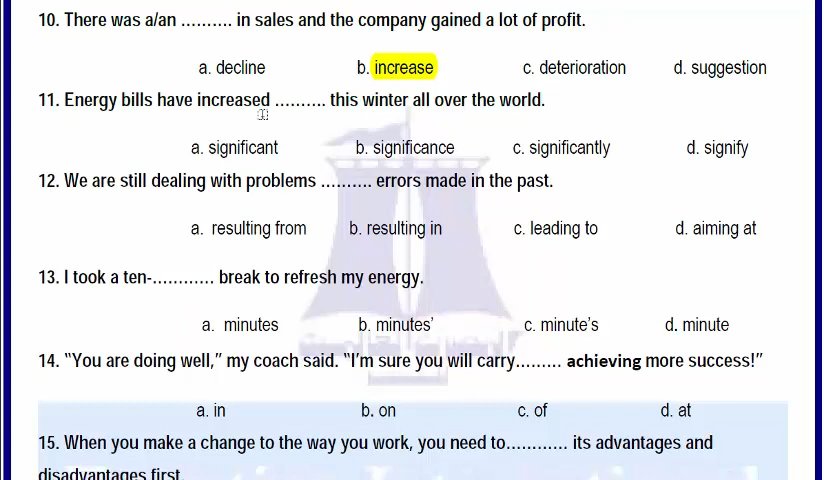 10. There was a/an .......... in sales and the company gained a lot of profit.
a. decline b. increase c. deterioration d. suggestion
11. Energy bills have increased .......... this winter all over the world.
a. significant b. significance c. significantly d. signify
12. We are still dealing with problems .......... errors made in the past.
a. resulting from b. resulting in c. leading to d. aiming at
13. I took a ten-............ break to refresh my energy.
a. minutes b. minutes' c. minute's d. minute
14. “You are doing well,” my coach said. “I'm sure you will carry......... achieving more success!”
a. in b. on c. of d. at
15. When you make a change to the way you work, you need to............ its advantages and
disadvantages first.